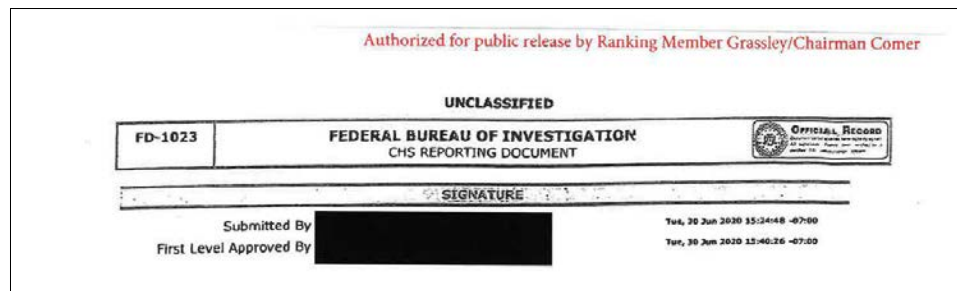 Authorized for public release by Ranking Member Grassley/Chairman Comer
UNCLASSIFIED
FD-1023
FEDERAL BUREAU OF INVESTIGATION
CHS REPORTING DOCUMENT
OFFICIAL RECORD
SIGNATURE
Submitted By
Tue, 30 Jun 2020 15:24:48 -07:00
First Level Approved By
Tue, 30 Jun 2020 15:40:26 -07:00